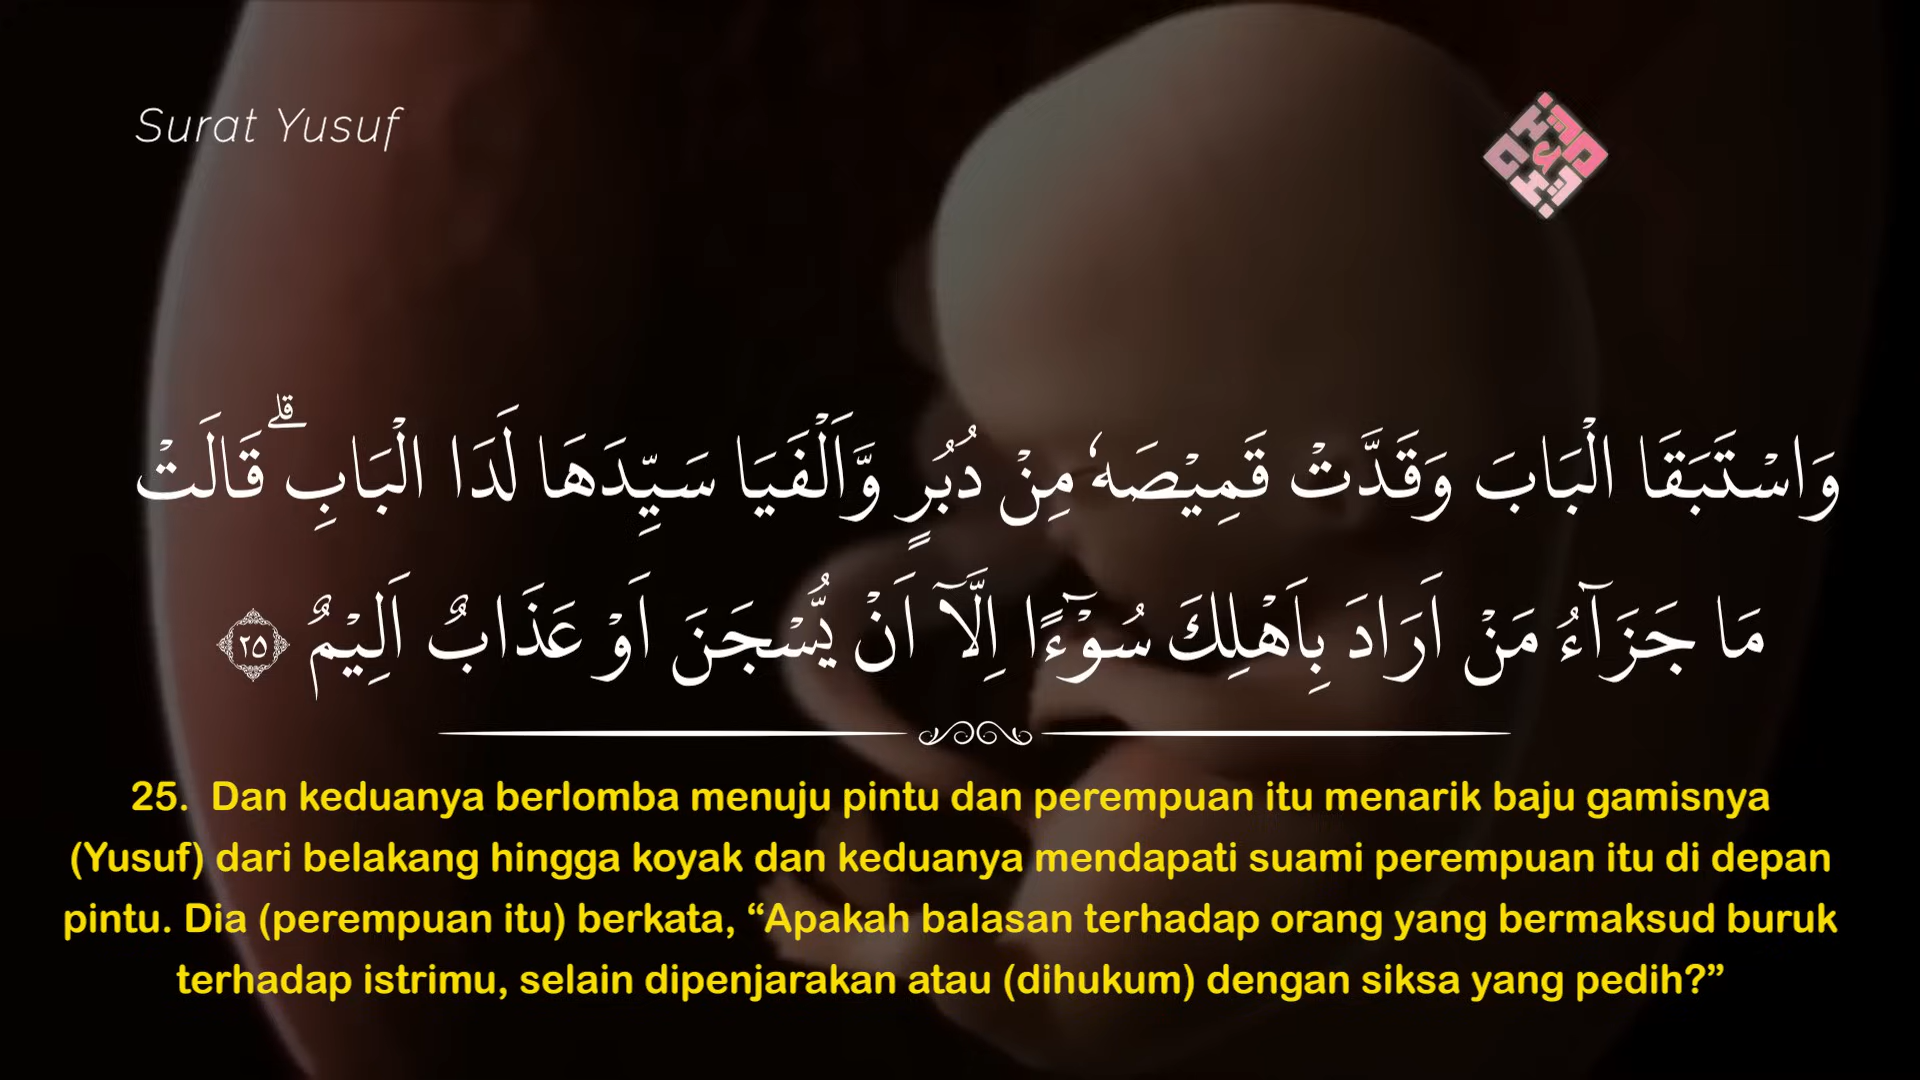 Surat Yusuf
وَاسْتَبَقَا الْبَابَ وَقَدَّتْ قَمِيْصَهٗ مِنْ دُبُرٍ وَّاَلْفَيَا سَيِّدَهَا لَدَا الْبَابِۗ قَالَتْ
مَا جَزَاۤءُ مَنْ اَرَادَ بِاَهْلِكَ سُوْۤءًا اِلَّآ اَنْ يُّسْجَنَ اَوْ عَذَابٌ اَلِيْمٌ ٢٥
25. Dan keduanya berlomba menuju pintu dan perempuan itu menarik baju gamisnya
(Yusuf) dari belakang hingga koyak dan keduanya mendapati suami perempuan itu di depan
pintu. Dia (perempuan itu) berkata, “Apakah balasan terhadap orang yang bermaksud buruk
terhadap istrimu, selain dipenjarakan atau (dihukum) dengan siksa yang pedih?”